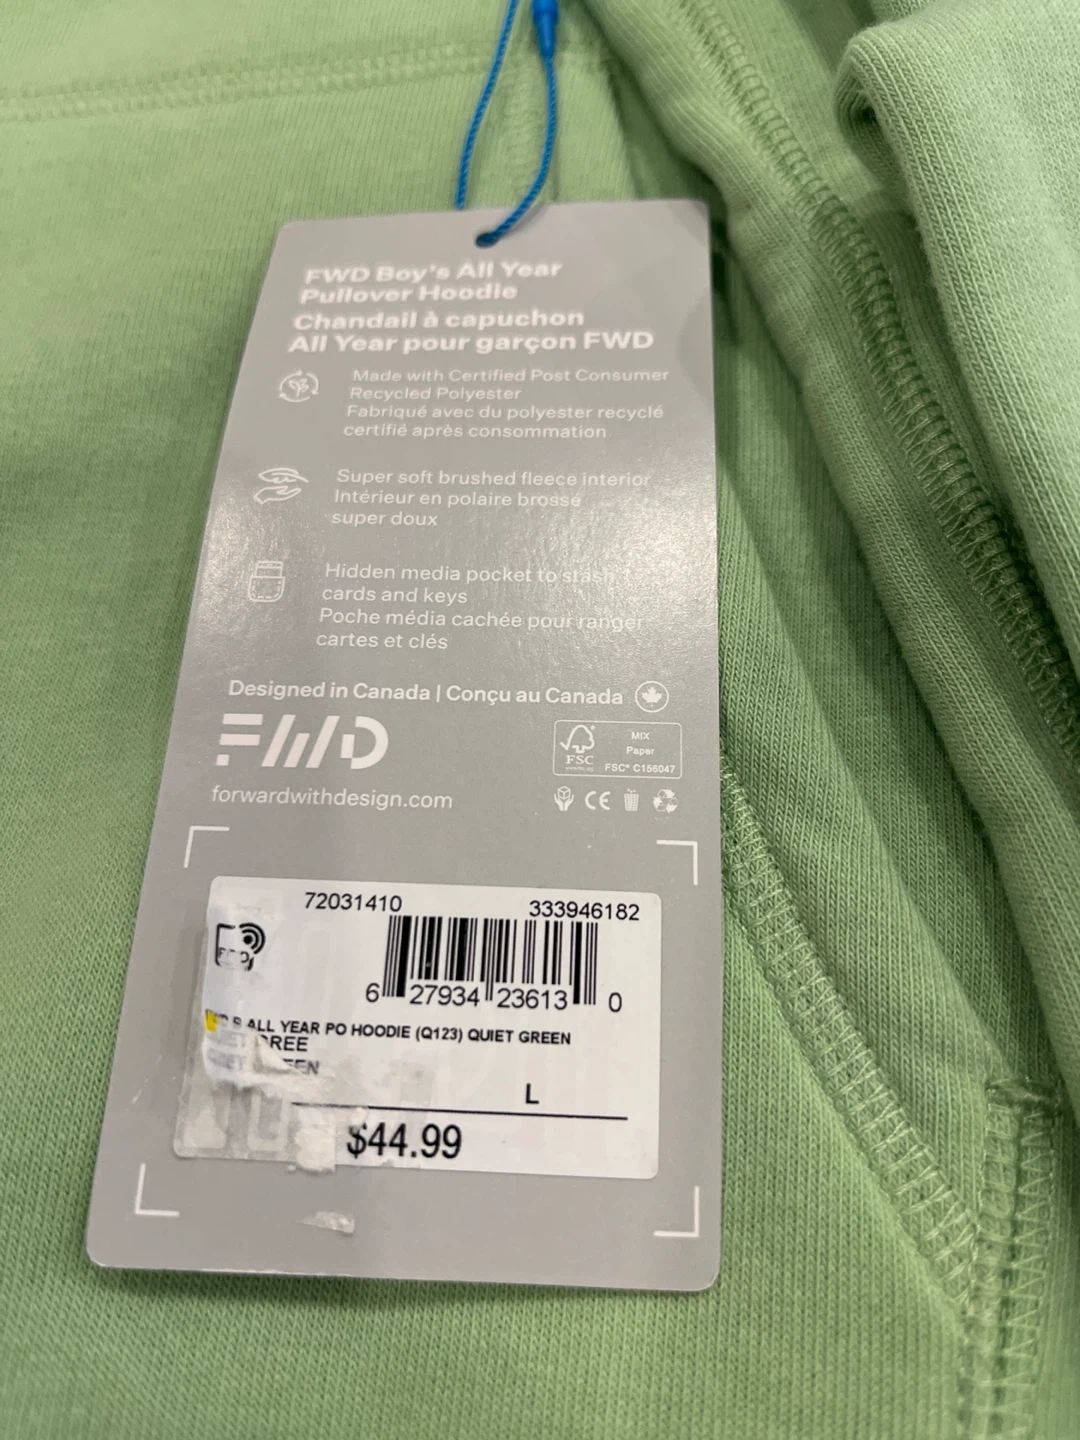 FWD Boy's All Year
Pullover Hoodie
Chandail à capuchon
All Year pour garçon FWD
Made with Certified Post Consumer
Recycled Polyester
Fabriqué avec du polyester recyclé
certifié après consommation
Super soft brushed fleece interior
Intérieur en polaire brossé
super doux
Hidden media pocket to stash
cards and keys
Poche média cachée pour ranger
cartes et clés
Designed in Canada | Conçu au Canada
FWD
FSC
MIX
Paper
FSC® C156047
forwardwithdesign.com
CE
72031410 333946182
6 27934 23613 0
ALL YEAR PO HOODIE (Q123) QUIET GREEN
L
$44.99